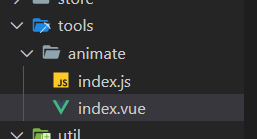 store
tools
animate
JS index.js
index.vue
util